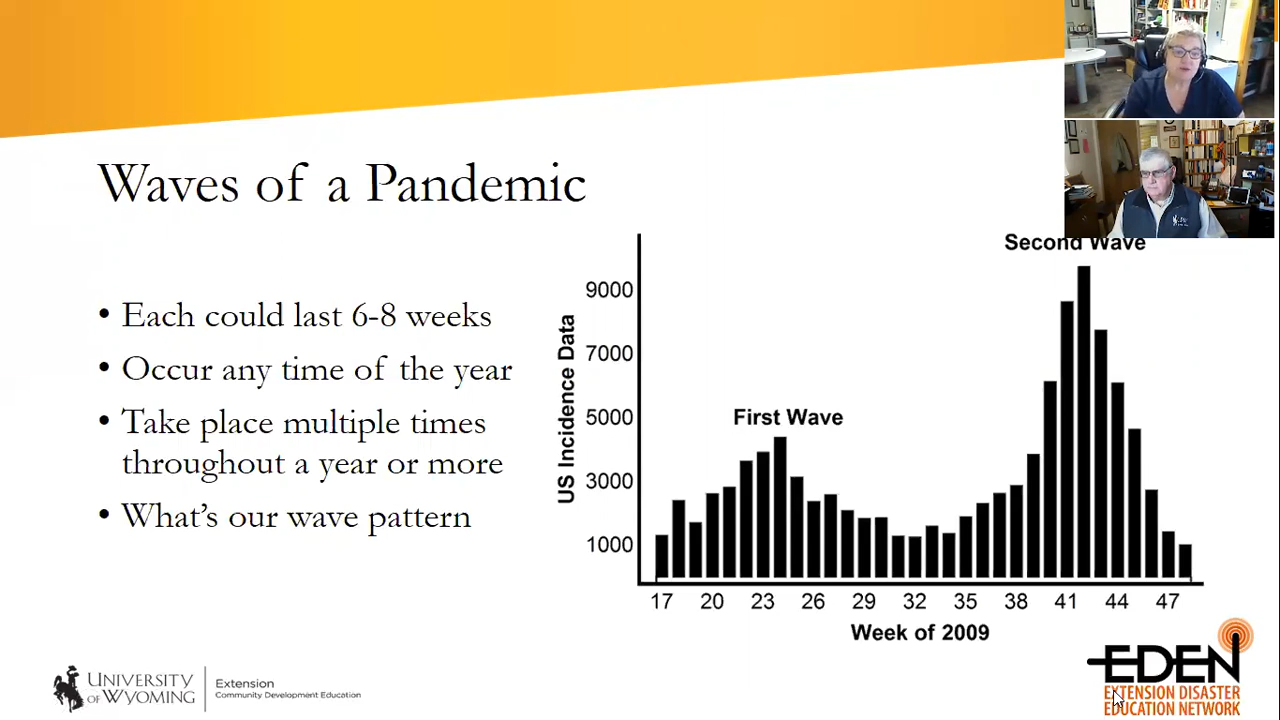 Waves of a Pandemic
• Each could last 6-8 weeks
• Occur any time of the year
• Take place multiple times
throughout a year or more
• What's our wave pattern
Second Wave
First Wave
US Incidence Data
9000
7000
5000
3000
1000
17 20 23 26 29 32 35 38 41 44 47
Week of 2009
UNIVERSITY
OF WYOMING
Extension
Community Development Education
EDEN
EXTENSION DISASTER
EDUCATION NETWORK